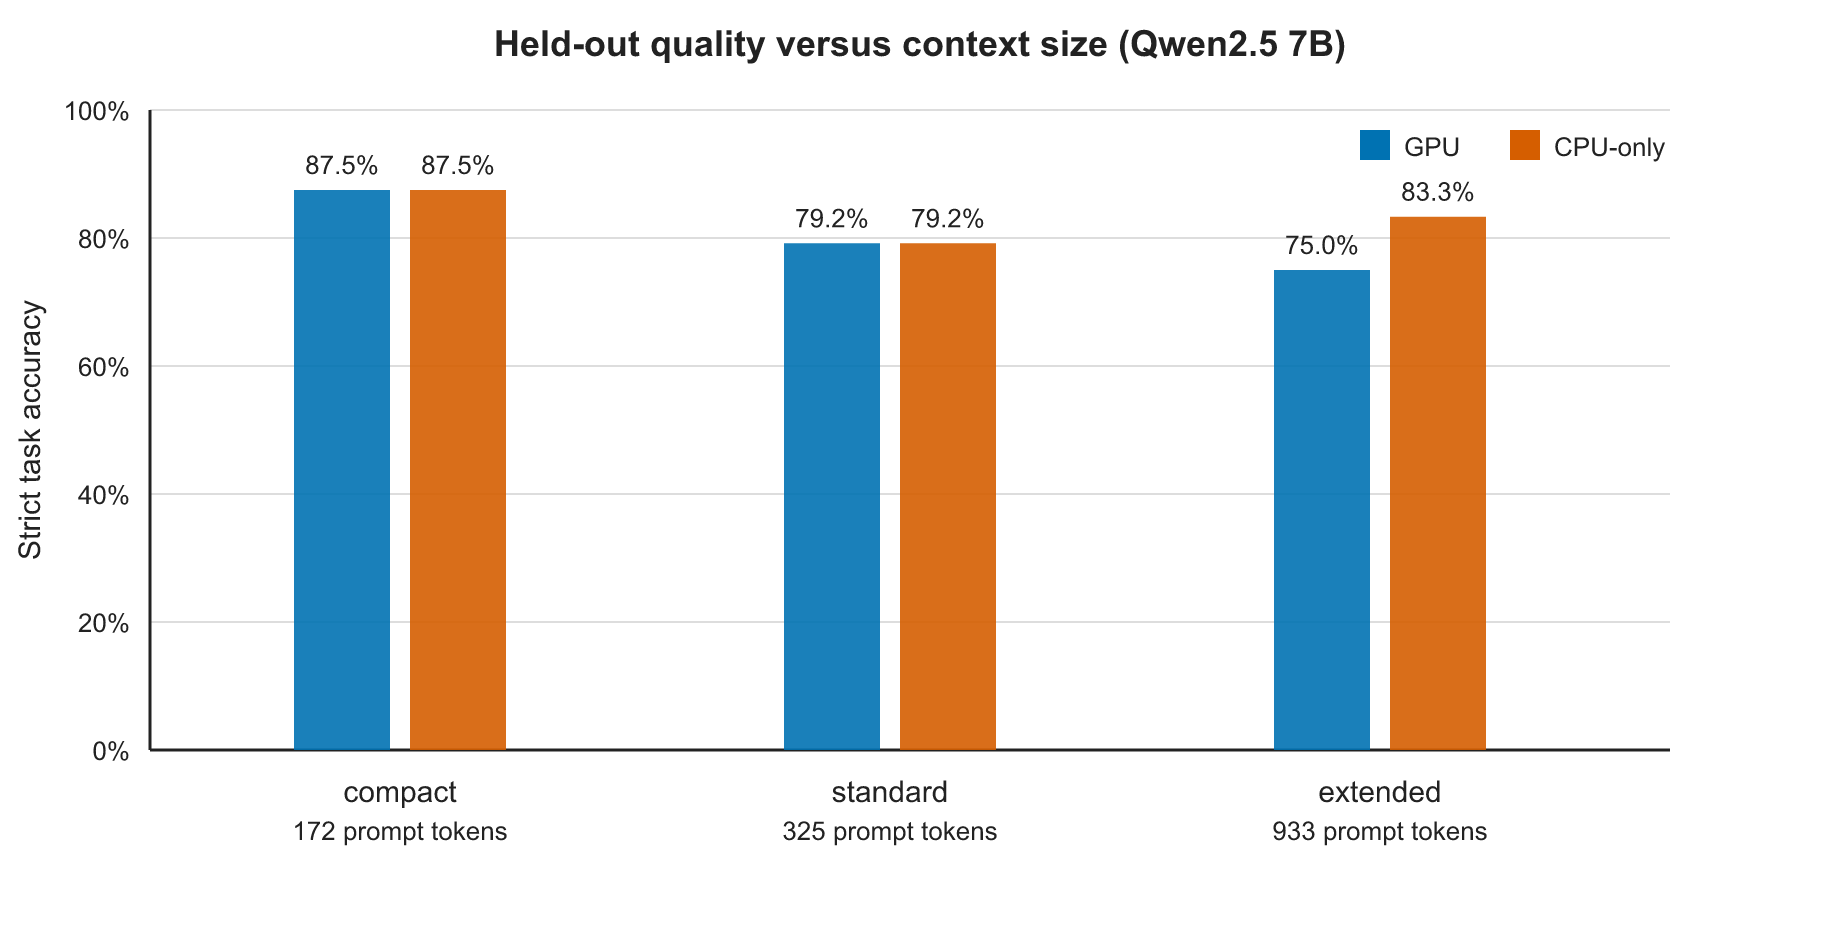 Held-out quality versus context size (Qwen2.5 7B)
Strict task accuracy
100%
80%
60%
40%
20%
0%
GPU CPU-only
87.5% 87.5%
79.2% 79.2%
75.0% 83.3%
compact standard extended
172 prompt tokens 325 prompt tokens 933 prompt tokens